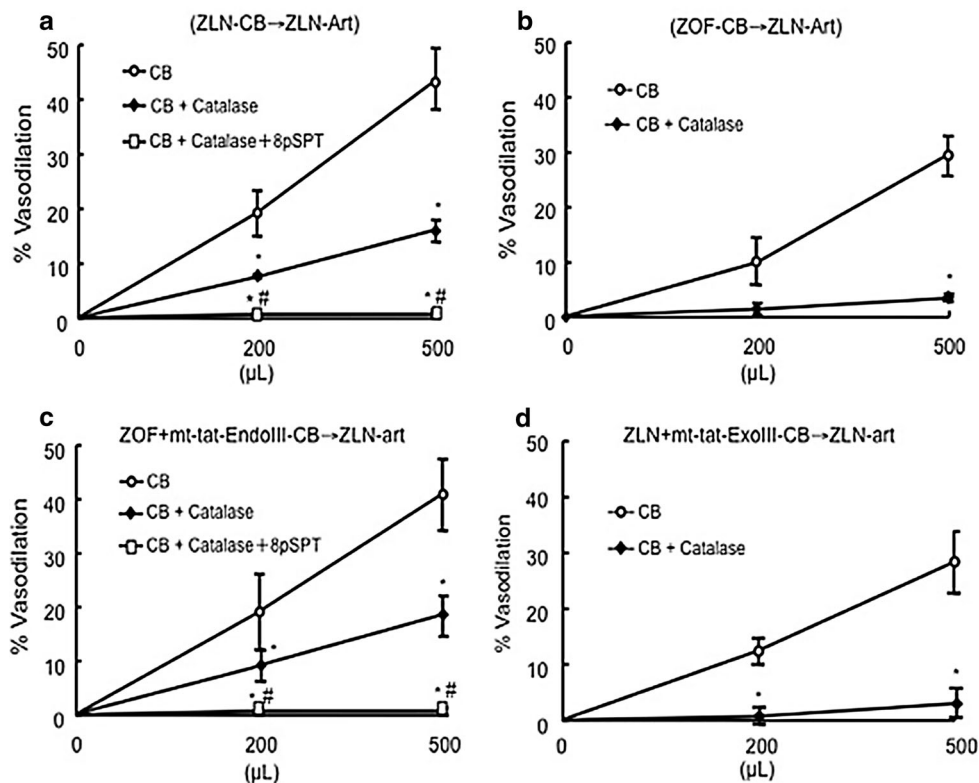 a
(ZLN-CB→ZLN-Art)
% Vasodilation
50
40
30
20
10
0
CB
CB + Catalase
CB + Catalase+8pSPT
*
*
* #
* #
0
200
500
(µL)
b
(ZOF-CB→ZLN-Art)
% Vasodilation
50
40
30
20
10
0
CB
CB + Catalase
*
0
200
500
(µL)
c
ZOF+mt-tat-EndoIII-CB→ZLN-art
% Vasodilation
50
40
30
20
10
0
CB
CB + Catalase
CB + Catalase+8pSPT
*
*
* #
* #
0
200
500
(µL)
d
ZLN+mt-tat-ExoIII-CB→ZLN-art
% Vasodilation
50
40
30
20
10
0
CB
CB + Catalase
*
*
0
200
500
(µL)